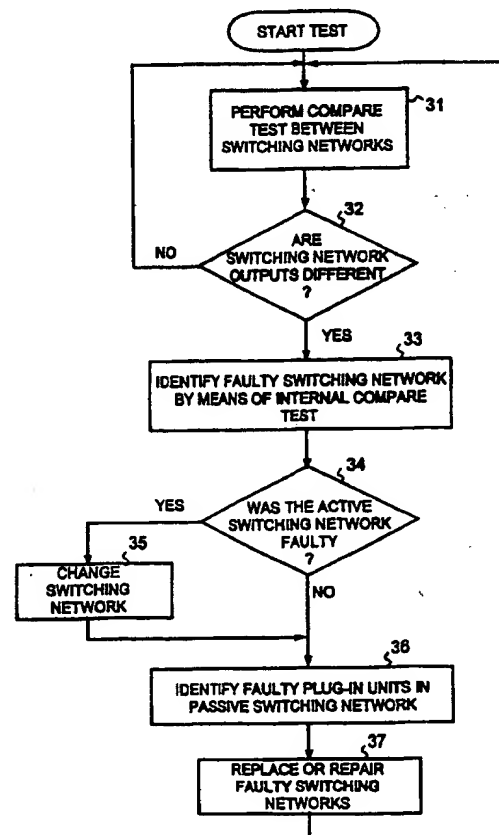 START TEST
31
PERFORM COMPARE
TEST BETWEEN
SWITCHING NETWORKS
32
ARE
SWITCHING NETWORK
OUTPUTS DIFFERENT
?
NO
YES
33
IDENTIFY FAULTY SWITCHING NETWORK
BY MEANS OF INTERNAL COMPARE
TEST
34
YES
WAS THE ACTIVE
SWITCHING NETWORK
FAULTY
?
35
CHANGE
SWITCHING
NETWORK
NO
36
IDENTIFY FAULTY PLUG-IN UNITS IN
PASSIVE SWITCHING NETWORK
37
REPLACE OR REPAIR
FAULTY SWITCHING
NETWORKS